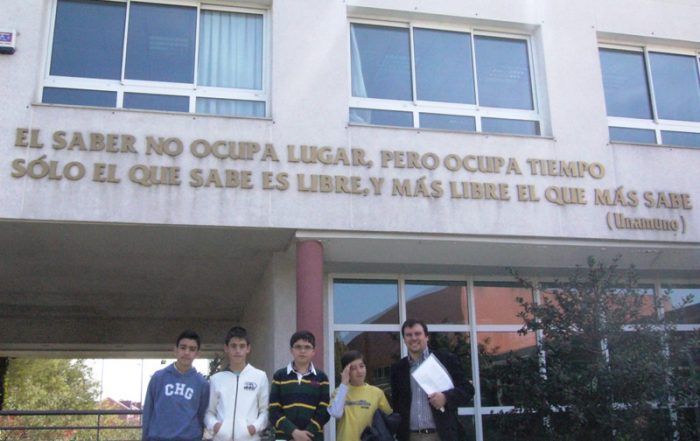 EL SABER NO OCUPA LUGAR, PERO OCUPA TIEMPO
SÓLO EL QUE SABE ES LIBRE, Y MÁS LIBRE EL QUE MÁS SABE
(Unamuno)
CHG